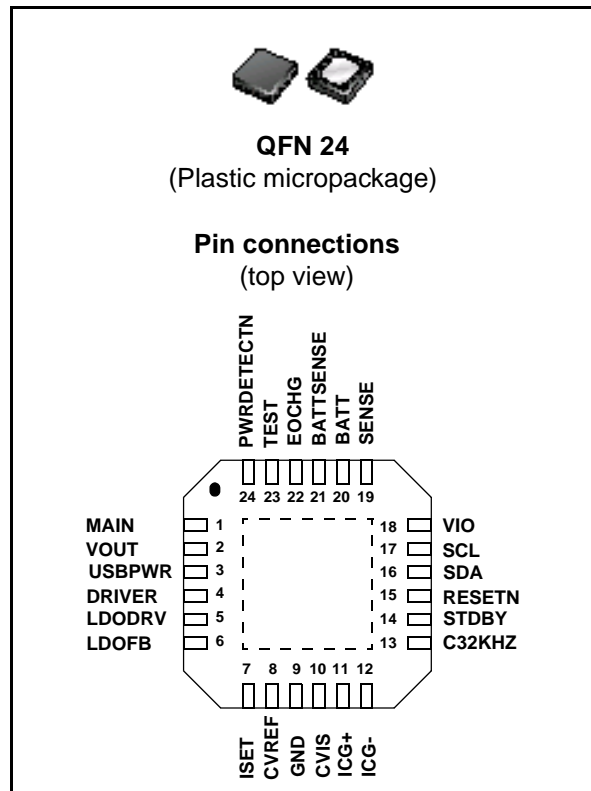 QFN 24
(Plastic micropackage)
Pin connections
(top view)
PWRDETECTN
TEST
EOCHG
BATTSENSE
BATT
SENSE
24 23 22 21 20 19
MAIN 1
VOUT 2
USBPWR 3
DRIVER 4
LDODRV 5
LDOFB 6
18 VIO
17 SCL
16 SDA
15 RESETN
14 STDBY
13 C32KHZ
7 8 9 10 11 12
ISET
CVREF
GND
CVIS
ICG+
ICG-